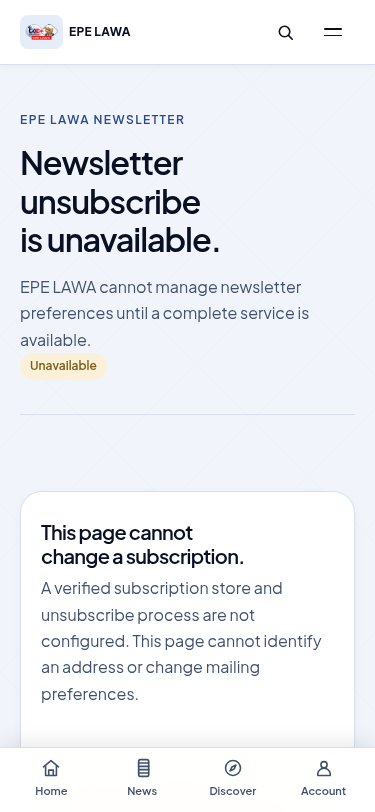 EPE LAWA
EPE LAWA NEWSLETTER
Newsletter
unsubscribe
is unavailable.
EPE LAWA cannot manage newsletter
preferences until a complete service is
available.
Unavailable
This page cannot
change a subscription.
A verified subscription store and
unsubscribe process are not
configured. This page cannot identify
an address or change mailing
preferences.
Home
News
Discover
Account